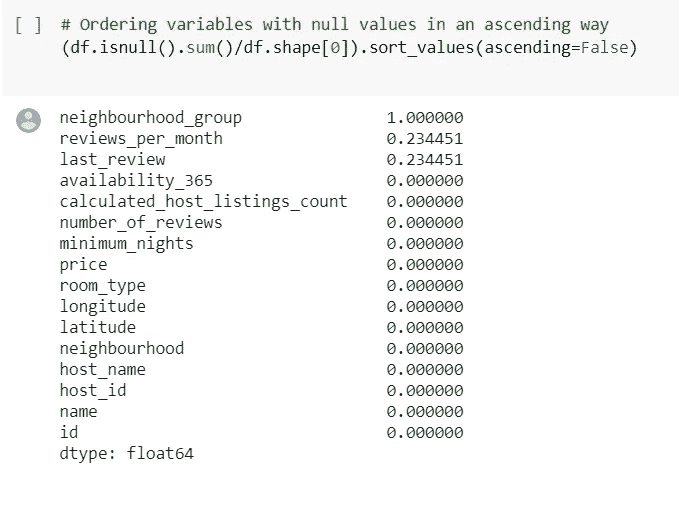 [ ] # Ordering variables with null values in an ascending way
(df.isnull().sum()/df.shape[0]).sort_values(ascending=False)
neighbourhood_group 1.000000
reviews_per_month 0.234451
last_review 0.234451
availability_365 0.000000
calculated_host_listings_count 0.000000
number_of_reviews 0.000000
minimum_nights 0.000000
price 0.000000
room_type 0.000000
longitude 0.000000
latitude 0.000000
neighbourhood 0.000000
host_name 0.000000
host_id 0.000000
name 0.000000
id 0.000000
dtype: float64